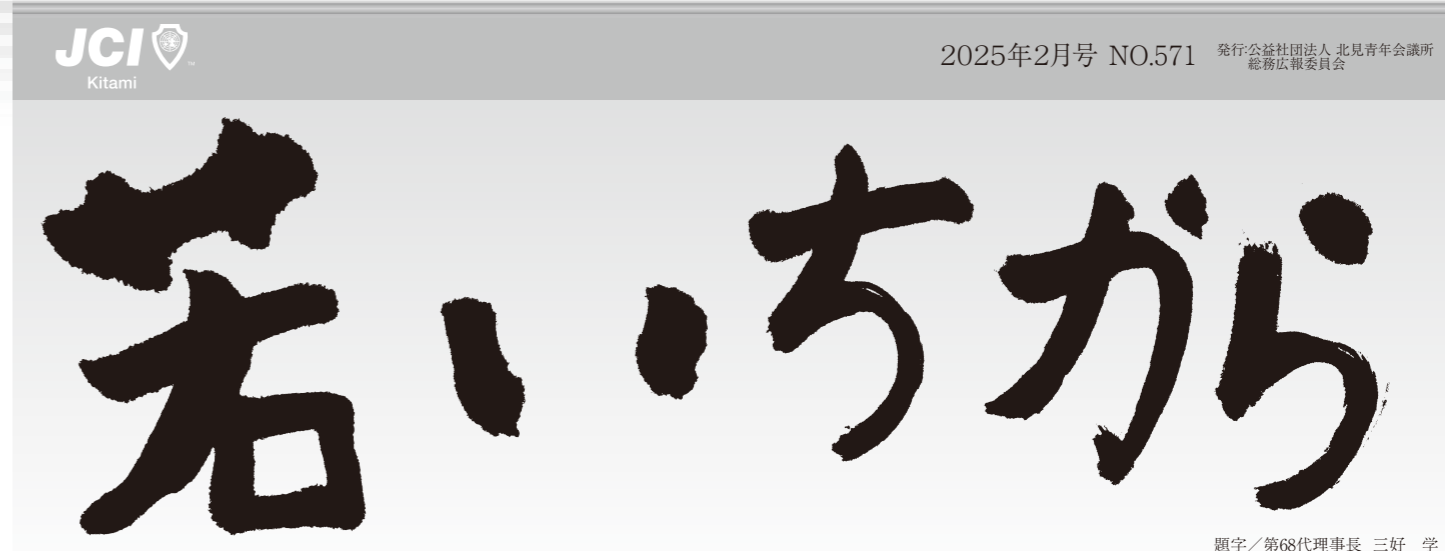 JCI
Kitami
2025年2月号 NO.571
発行:公益社団法人 北見青年会議所
総務広報委員会
若いちから
題字／第68代理事長 三好 学